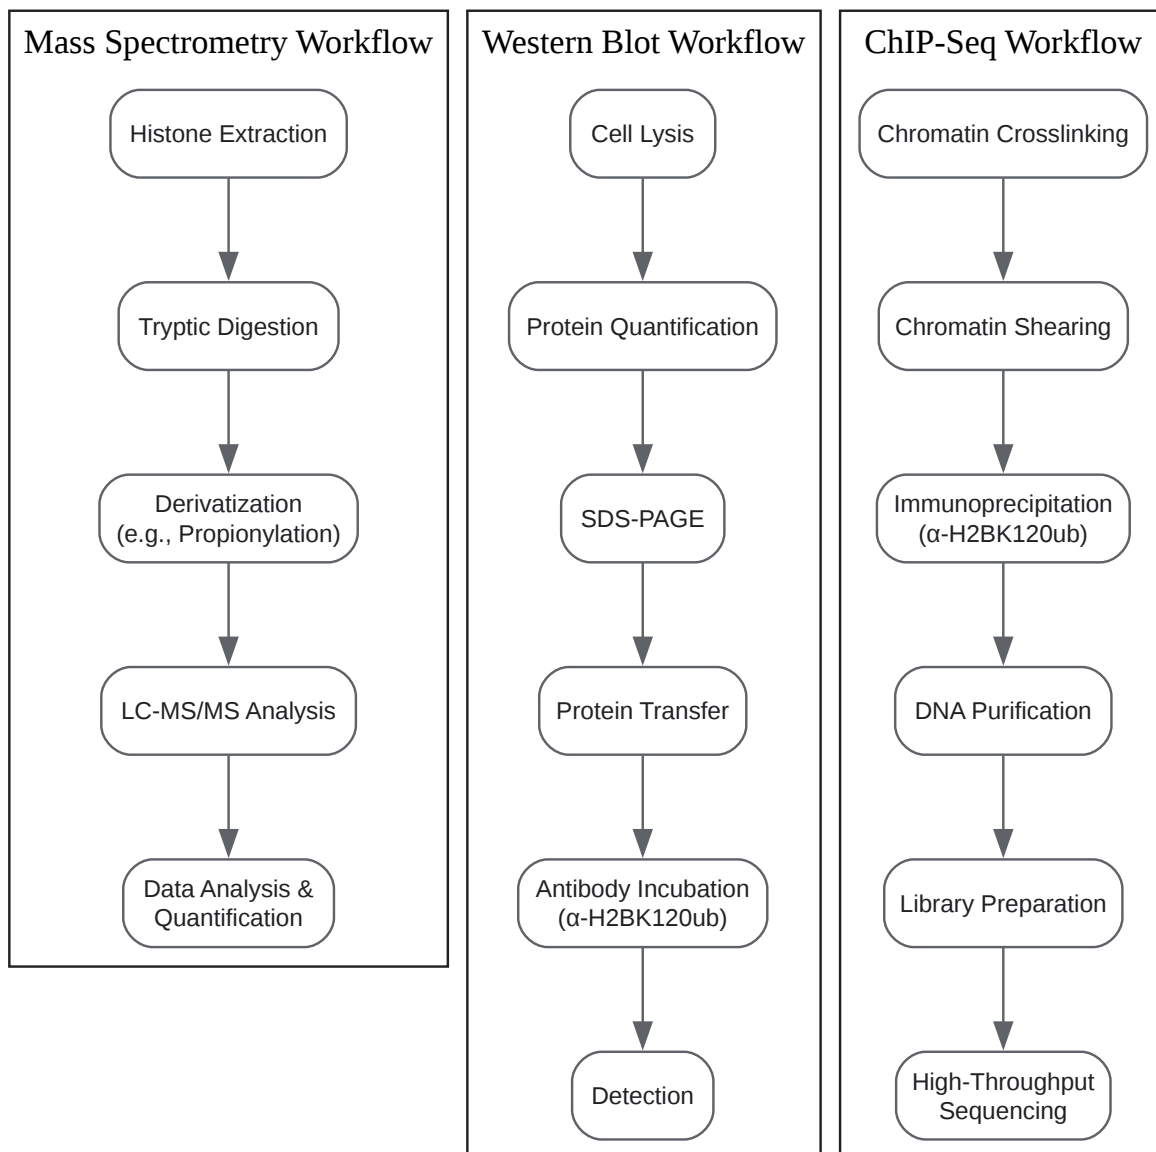 Mass Spectrometry Workflow
Histone Extraction
Tryptic Digestion
Derivatization
(e.g., Propionylation)
LC-MS/MS Analysis
Data Analysis &
Quantification
Western Blot Workflow
Cell Lysis
Protein Quantification
SDS-PAGE
Protein Transfer
Antibody Incubation
(α-H2BK120ub)
Detection
ChIP-Seq Workflow
Chromatin Crosslinking
Chromatin Shearing
Immunoprecipitation
(α-H2BK120ub)
DNA Purification
Library Preparation
High-Throughput
Sequencing